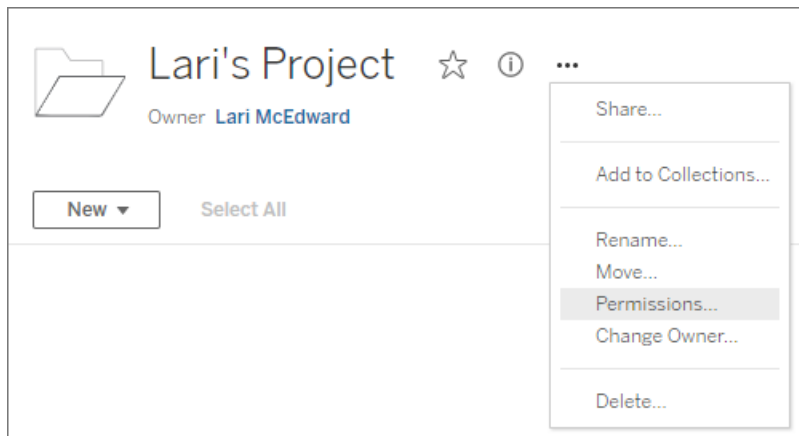 Lari's Project
Owner Lari McEdward
New
Select All
Share...
Add to Collections...
Rename...
Move...
Permissions...
Change Owner...
Delete...